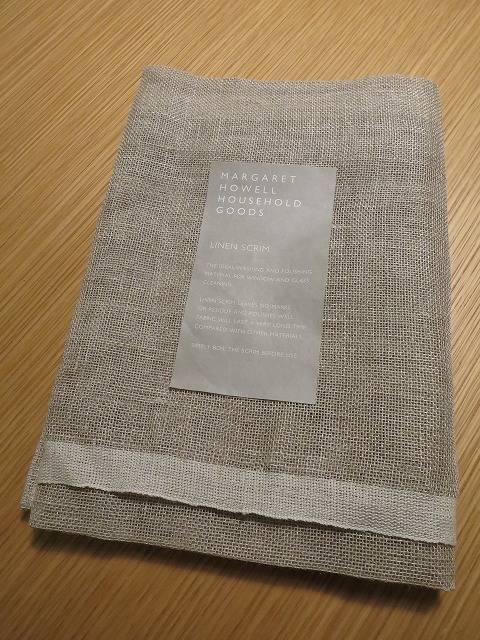 MARGARET
HOWELL
HOUSEHOLD
GOODS
LINEN SCRIM
THE IDEAL WASHING AND POLISHING
MATERIAL FOR WINDOW AND GLASS
CLEANING.
LINEN SCRIM LEAVES NO MARKS
OR RESIDUE AND POLISHES WELL.
FABRIC WILL LAST A VERY LONG TIME
COMPARED WITH OTHER MATERIALS.
SIMPLY BOIL THE SCRIM BEFORE USE